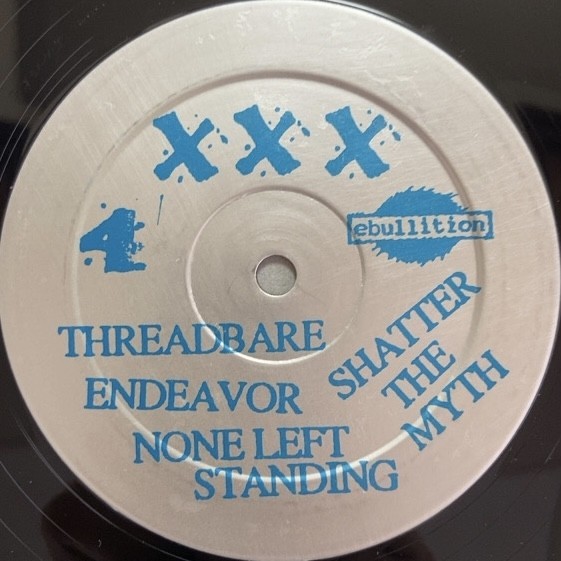 XXX
4
ebullition
THREADBARE
ENDEAVOR
NONE LEFT
STANDING
SHATTER
THE
MYTH